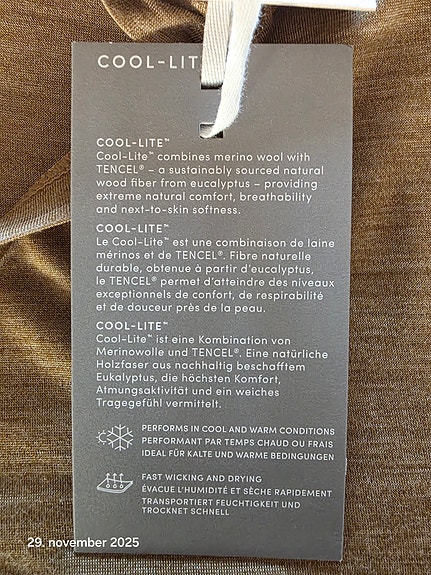 COOL-LIT
COOL-LITE™
Cool-Lite™ combines merino wool with
TENCEL® – a sustainably sourced natural
wood fiber from eucalyptus – providing
extreme natural comfort, breathability
and next-to-skin softness.
COOL-LITE™
Le Cool-Lite™ est une combinaison de laine
mérinos et de TENCEL®. Fibre naturelle
durable, obtenue à partir d'eucalyptus,
le TENCEL® permet d'atteindre des niveaux
exceptionnels de confort, de respirabilité
et de douceur près de la peau.
COOL-LITE™
Cool-Lite™ ist eine Kombination von
Merinowolle und TENCEL®. Eine natürliche
Holzfaser aus nachhaltig beschafftem
Eukalyptus, die höchsten Komfort,
Atmungsaktivität und ein weiches
Tragegefühl vermittelt.
PERFORMS IN COOL AND WARM CONDITIONS
PERFORMANT PAR TEMPS CHAUD OU FRAIS
IDEAL FÜR KALTE UND WARME BEDINGUNGEN
FAST WICKING AND DRYING
ÉVACUE L'HUMIDITÉ ET SÈCHE RAPIDEMENT
TRANSPORTIERT FEUCHTIGKEIT UND
TROCKNET SCHNELL
29. november 2025